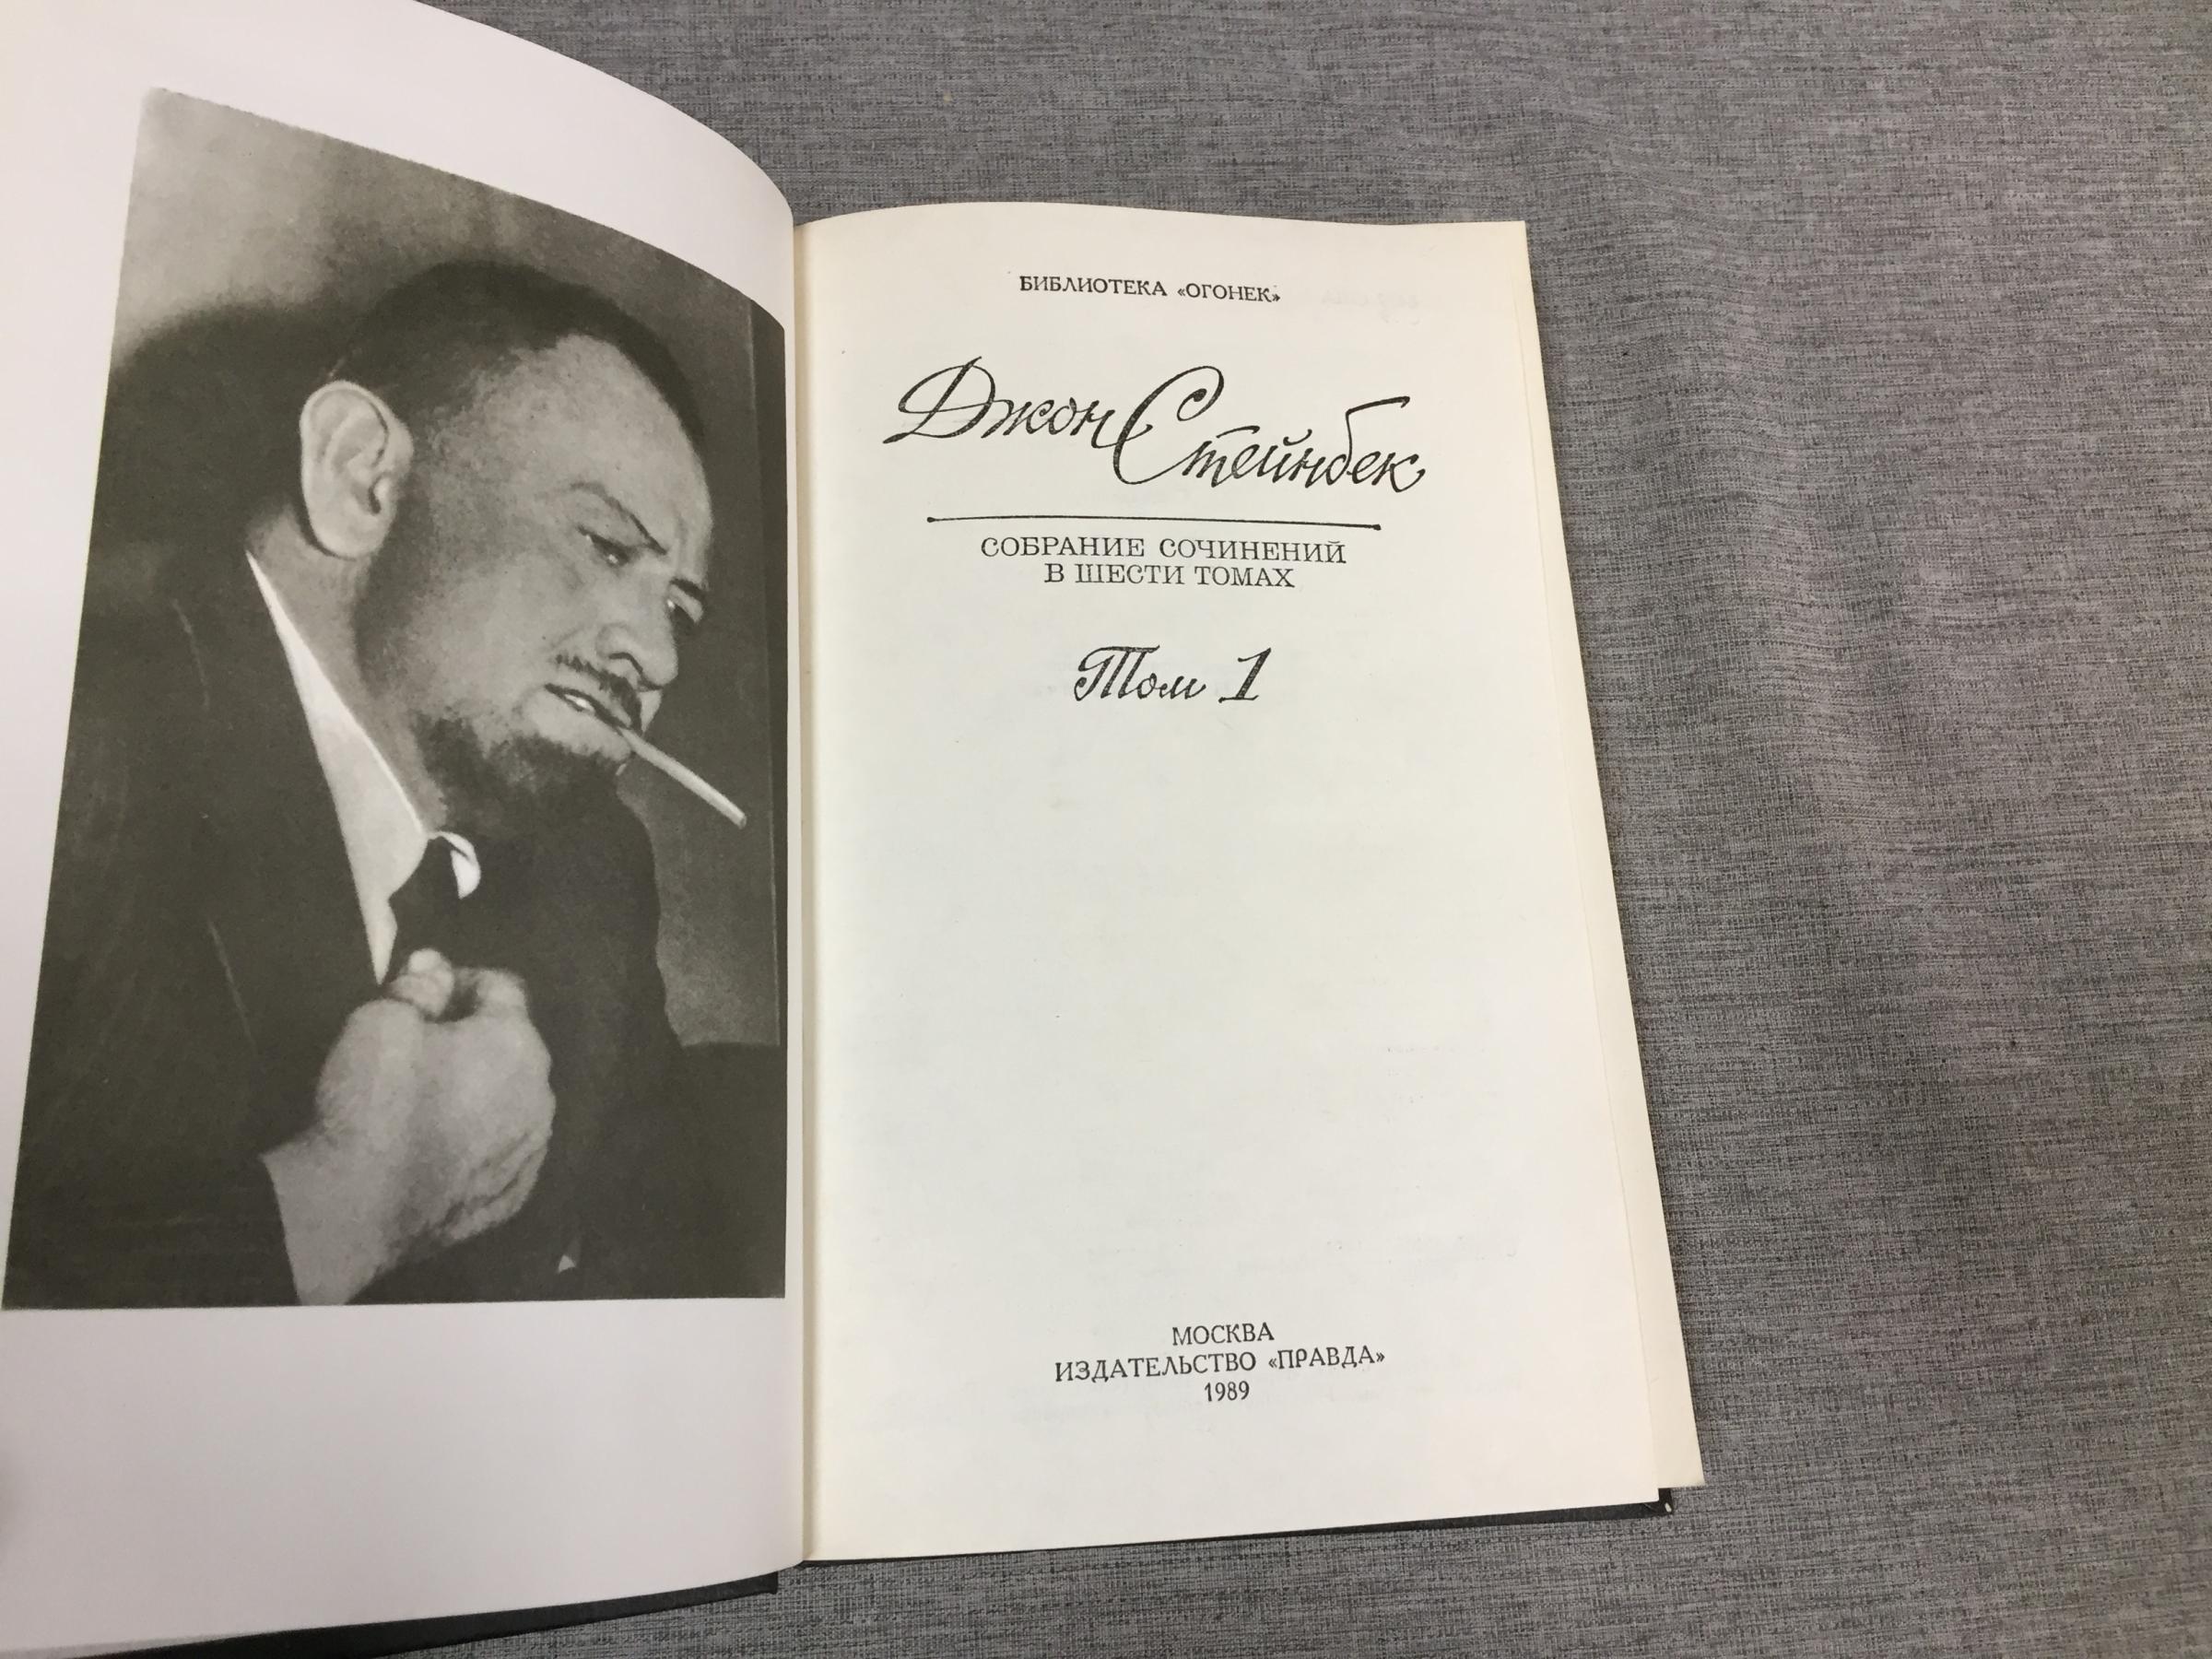 БИБЛИОТЕКА «ОГОНЕК»
Джон Стейнбек
СОБРАНИЕ СОЧИНЕНИЙ
В ШЕСТИ ТОМАХ
Том 1
МОСКВА
ИЗДАТЕЛЬСТВО «ПРАВДА»
1989